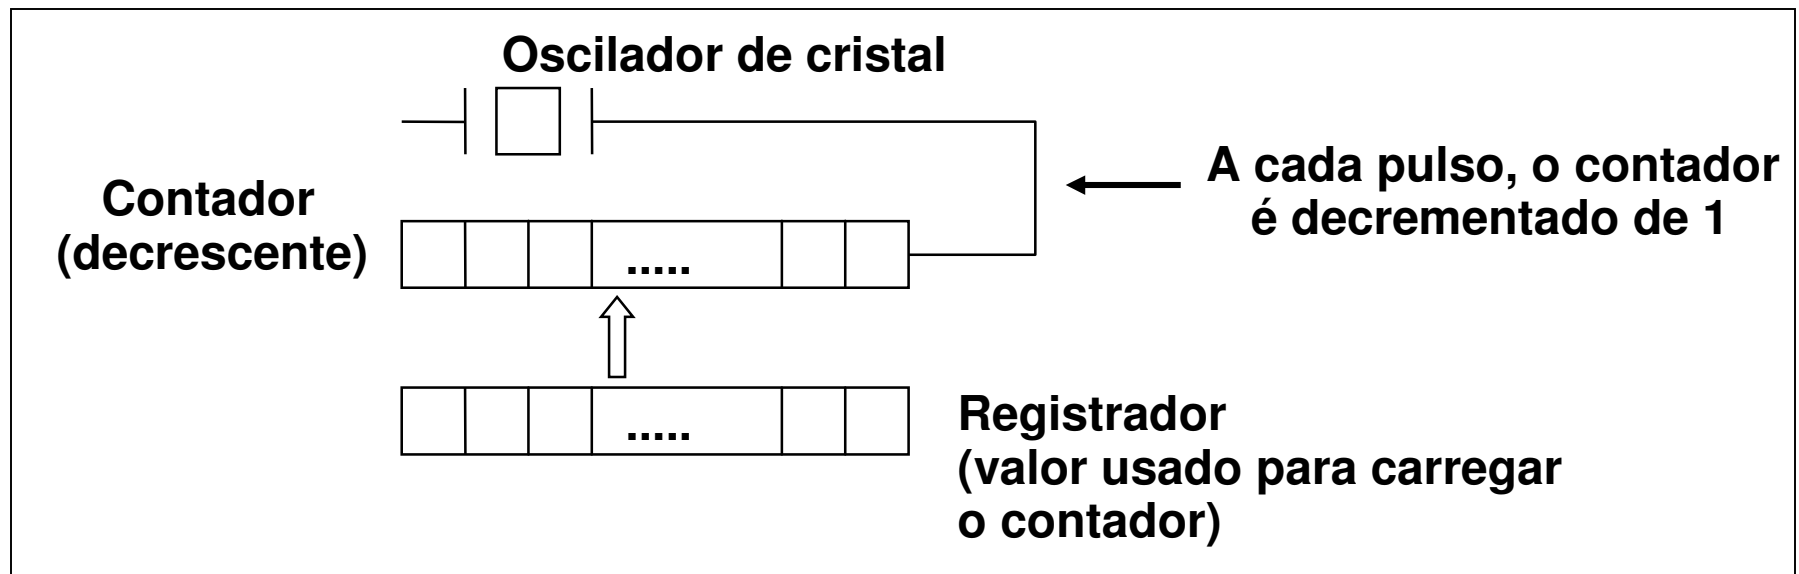 Oscilador de cristal
A cada pulso, o contador
é decrementado de 1
Contador
(decrescente)
.....
.....
Registrador
(valor usado para carregar
o contador)